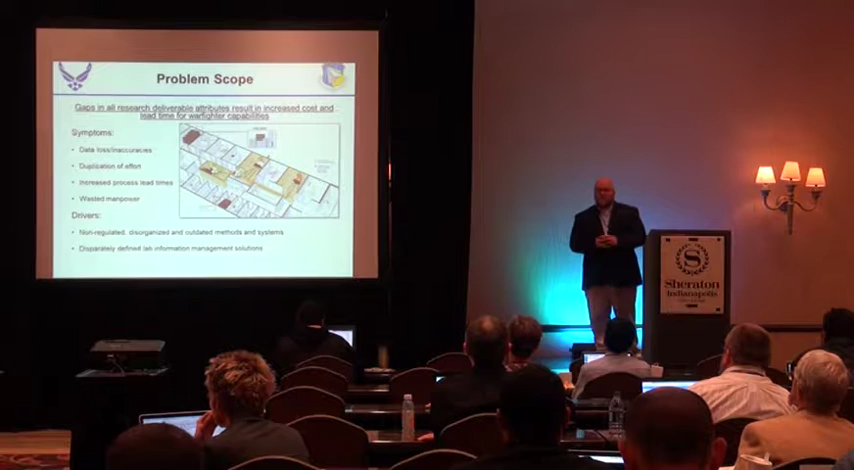 Problem Scope
Gaps in all research deliverable attributes result in increased cost and
lead time for warfighter capabilities
Symptoms:
• Data loss/inaccuracies
• Duplication of effort
• Increased process lead times
• Wasted manpower
Drivers:
• Non-regulated, disorganized and outdated methods and systems
• Disparately defined lab information management solutions
S
Sheraton
Indianapolis